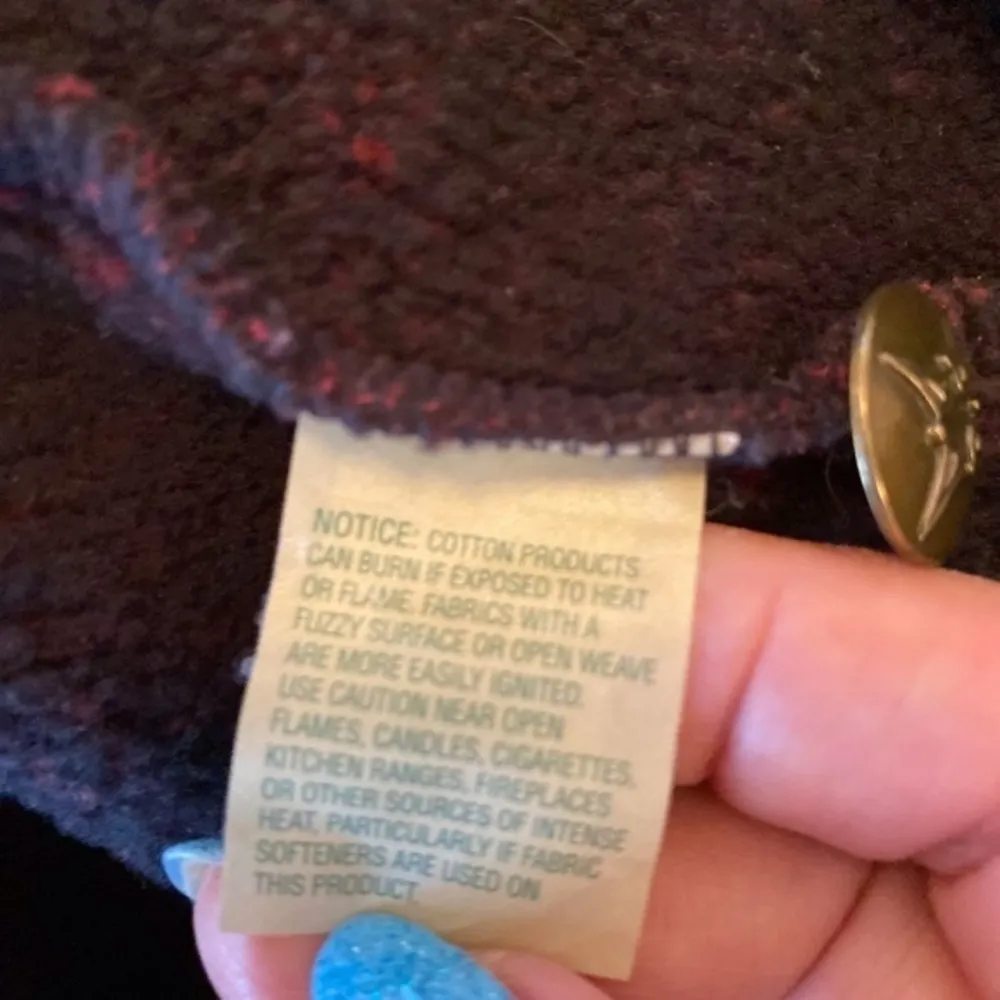 NOTICE: COTTON PRODUCTS
CAN BURN IF EXPOSED TO HEAT
OR FLAME. FABRICS WITH A
FUZZY SURFACE OR OPEN WEAVE
ARE MORE EASILY IGNITED.
USE CAUTION NEAR OPEN
FLAMES, CANDLES, CIGARETTES,
KITCHEN RANGES, FIREPLACES
OR OTHER SOURCES OF INTENSE
HEAT, PARTICULARLY IF FABRIC
SOFTENERS ARE USED ON
THIS PRODUCT.